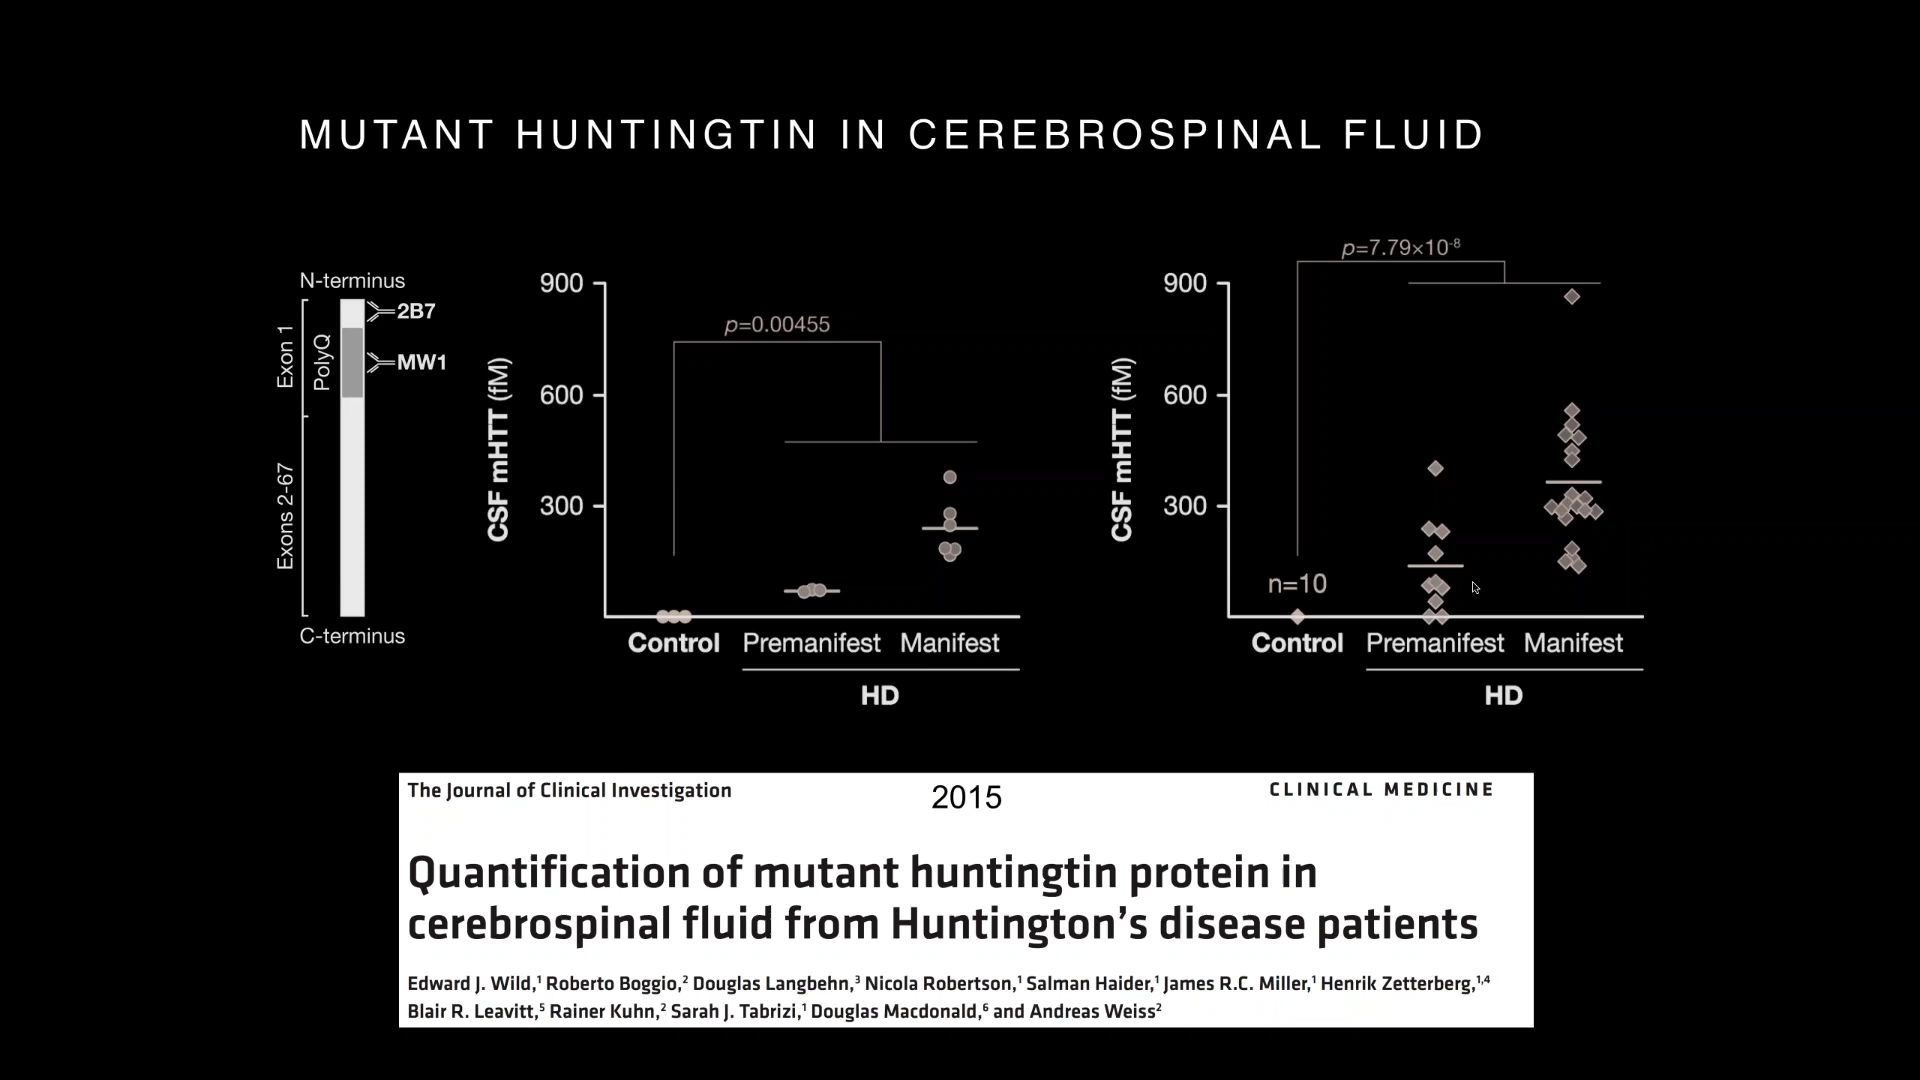 MUTANT HUNTINGTIN IN CEREBROSPINAL FLUID
N-terminus
Exon 1
PolyQ
2B7
MW1
Exons 2-67
C-terminus
CSF mHTT (fM)
900
600
300
p=0.00455
Control
Premanifest
Manifest
HD
CSF mHTT (fM)
900
600
300
p=7.79×10⁻⁸
n=10
Control
Premanifest
Manifest
HD
The Journal of Clinical Investigation
2015
CLINICAL MEDICINE
Quantification of mutant huntingtin protein in
cerebrospinal fluid from Huntington’s disease patients
Edward J. Wild,¹ Roberto Boggio,² Douglas Langbehn,³ Nicola Robertson,¹ Salman Haider,¹ James R.C. Miller,¹ Henrik Zetterberg,¹,⁴
Blair R. Leavitt,⁵ Rainer Kuhn,² Sarah J. Tabrizi,¹ Douglas Macdonald,⁶ and Andreas Weiss²